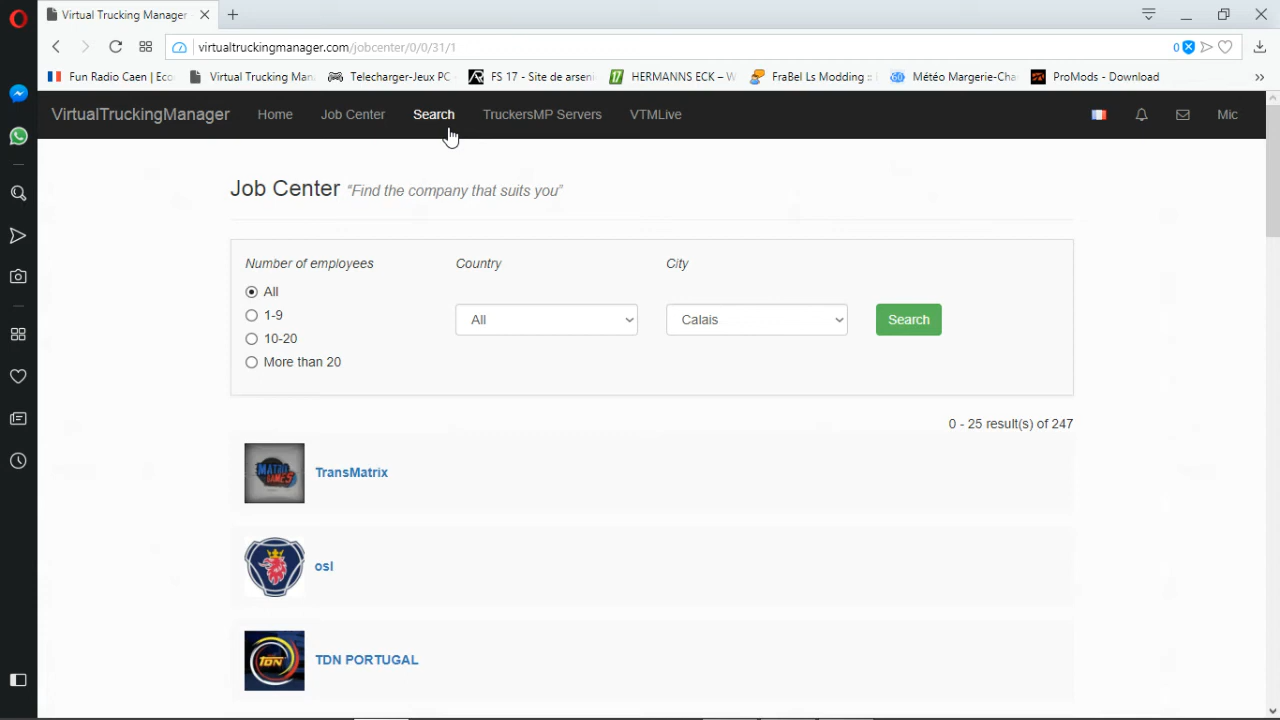 Virtual Trucking Manager
virtualtruckingmanager.com/jobcenter/0/0/31/1
0
Fun Radio Caen | Eco
Virtual Trucking Man
Telecharger-Jeux PC
FS 17 - Site de arseni
HERMANNS ECK – W
FraBel Ls Modding ::
Météo Margerie-Cha
ProMods - Download
»
VirtualTruckingManager
Home
Job Center
Search
TruckersMP Servers
VTMLive
Mic
Job Center “Find the company that suits you”
Number of employees
Country
City
All
1-9
10-20
More than 20
All
Calais
Search
0 - 25 result(s) of 247
MATRIX GAMES
TransMatrix
osl
TDN
TDN PORTUGAL